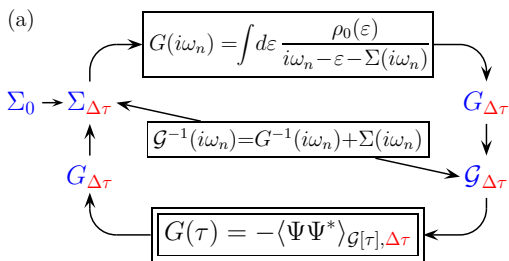 (a)
G(iω_n) = ∫dε ρ_0(ε) / (iω_n − ε − Σ(iω_n))
Σ_0 → Σ_Δτ
G_Δτ
𝒢^{-1}(iω_n)=G^{-1}(iω_n)+Σ(iω_n)
G_Δτ
𝒢_Δτ
G(τ) = −⟨ΨΨ*⟩_{𝒢[τ],Δτ}